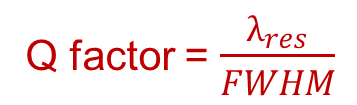 Q factor = λres / FWHM